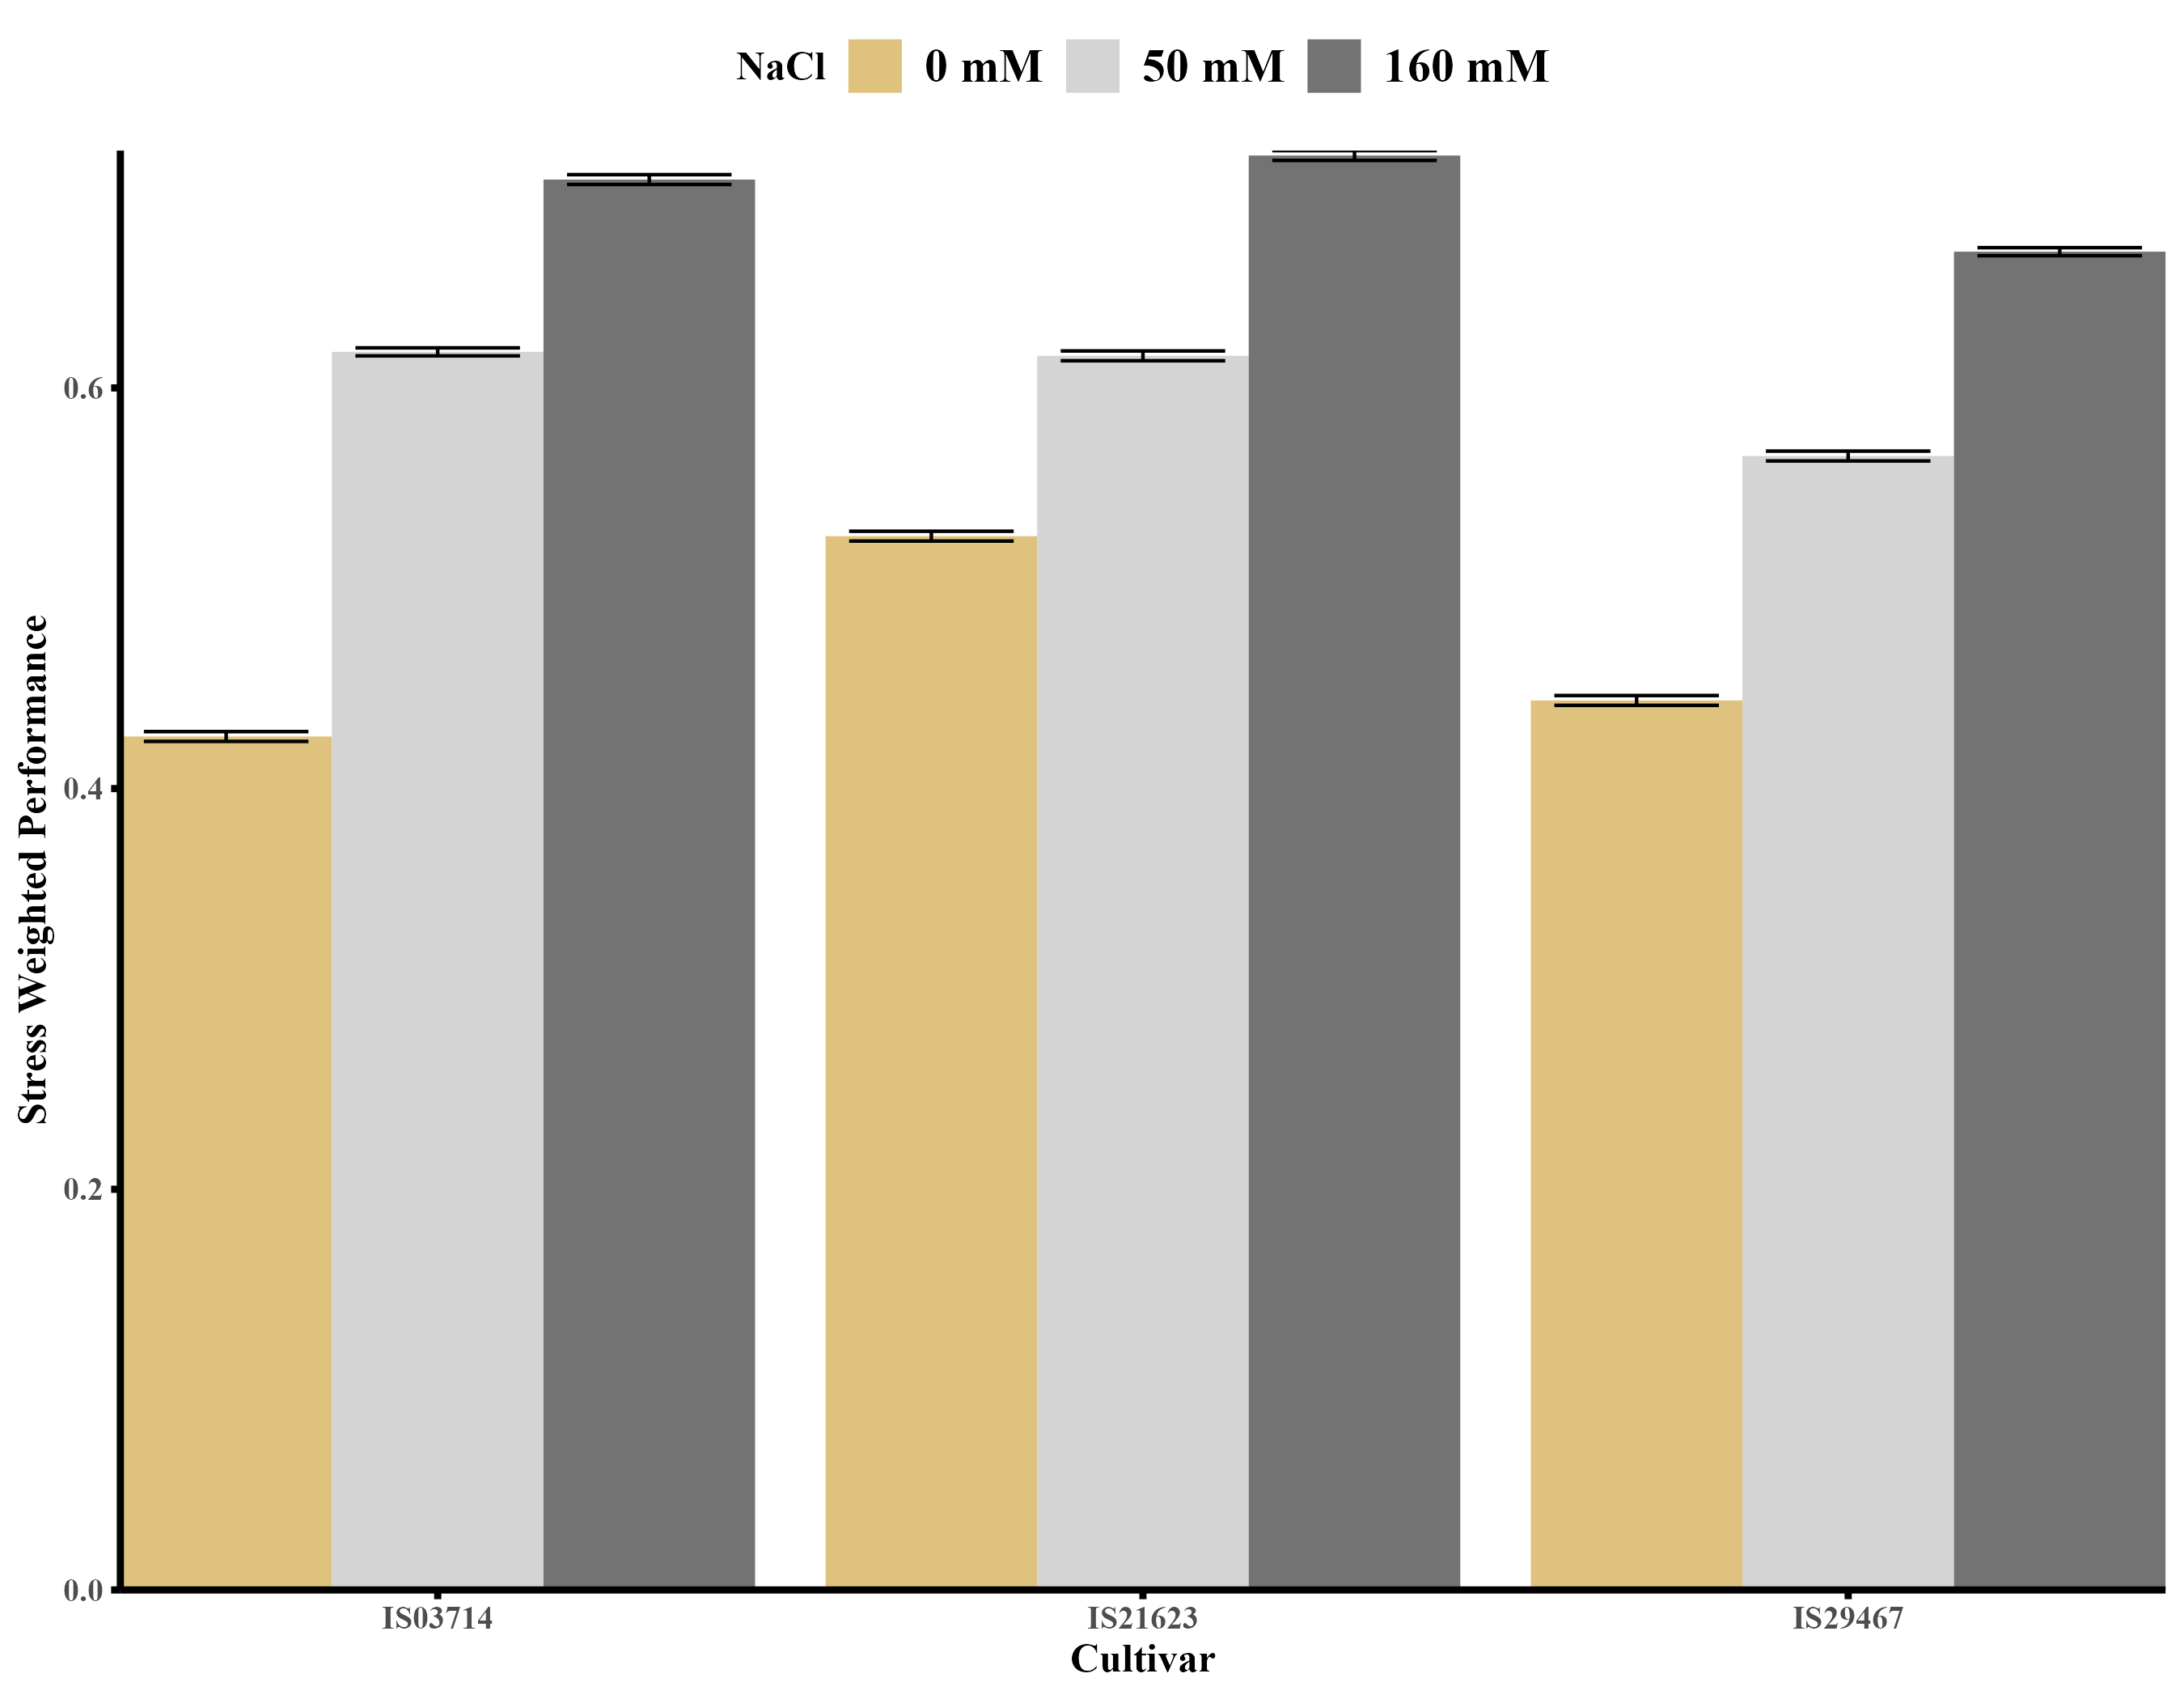 NaCl 0 mM 50 mM 160 mM
Stress Weighted Performance
0.6
0.4
0.2
0.0
IS03714 IS21623 IS29467
Cultivar